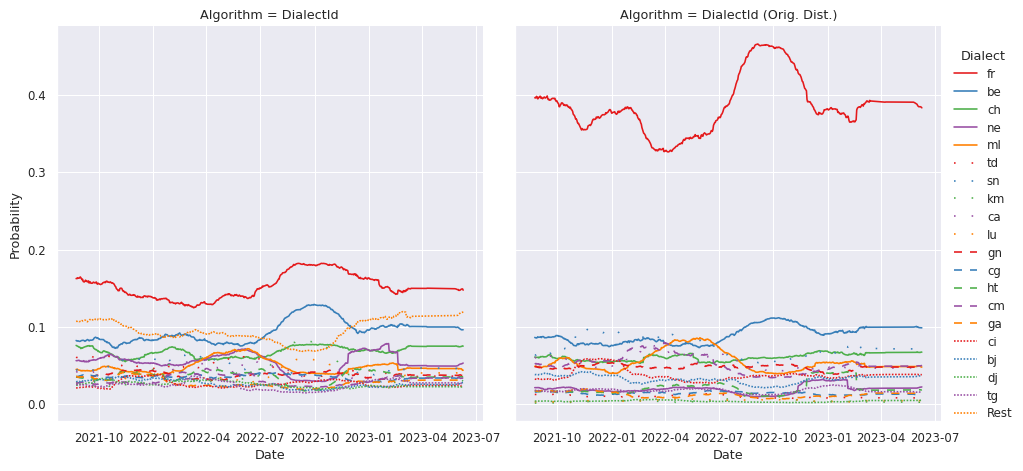 Algorithm = DialectId
Algorithm = DialectId (Orig. Dist.)
Probability
0.4
0.3
0.2
0.1
0.0
2021-10 2022-01 2022-04 2022-07 2022-10 2023-01 2023-04 2023-07
Date
2021-10 2022-01 2022-04 2022-07 2022-10 2023-01 2023-04 2023-07
Date
Dialect
fr
be
ch
ne
ml
td
sn
km
ca
lu
gn
cg
ht
cm
ga
ci
bj
dj
tg
Rest